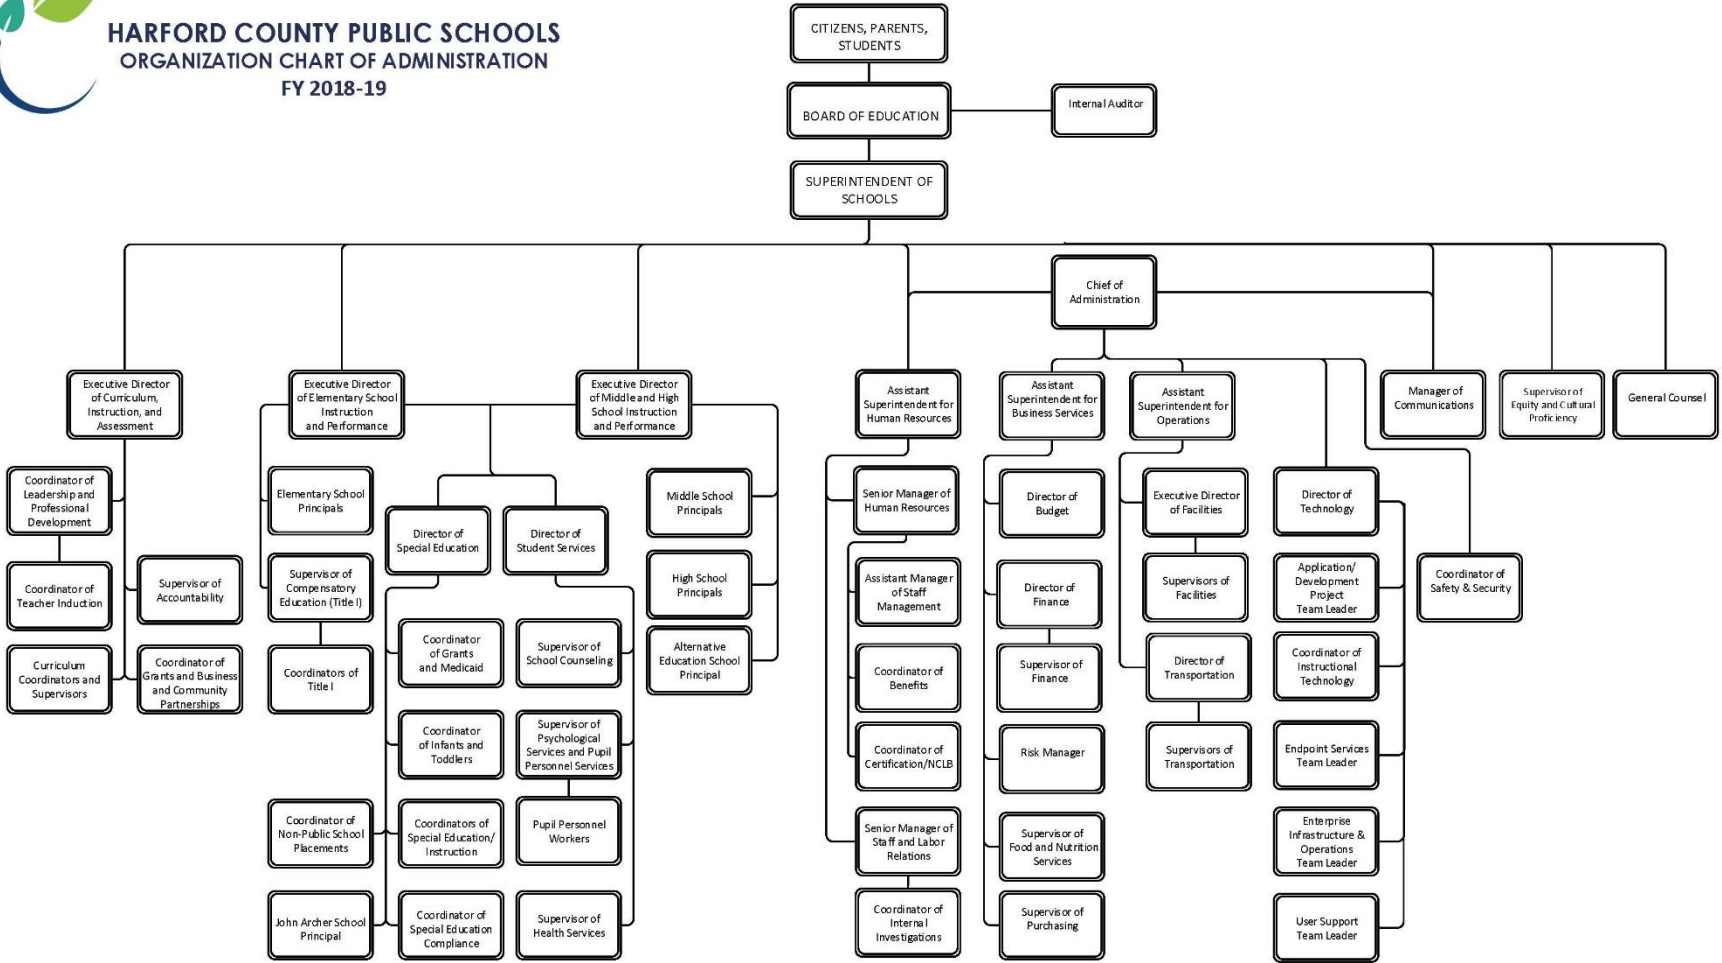 HARFORD COUNTY PUBLIC SCHOOLS
ORGANIZATION CHART OF ADMINISTRATION
FY 2018-19
CITIZENS, PARENTS,
STUDENTS
BOARD OF EDUCATION
Internal Auditor
SUPERINTENDENT OF
SCHOOLS
Chief of
Administration
Executive Director
of Curriculum,
Instruction, and
Assessment
Executive Director
of Elementary School
Instruction
and Performance
Executive Director
of Middle and High
School Instruction
and Performance
Assistant
Superintendent for
Human Resources
Assistant
Superintendent for
Business Services
Assistant
Superintendent for
Operations
Manager of
Communications
Supervisor of
Equity and Cultural
Proficiency
General Counsel
Coordinator of
Leadership and
Professional
Development
Coordinator of
Teacher Induction
Supervisor of
Accountability
Curriculum
Coordinators and
Supervisors
Coordinator of
Grants and Business
and Community
Partnerships
Elementary School
Principals
Supervisor of
Compensatory
Education (Title I)
Coordinators of
Title I
Director of
Special Education
Director of
Student Services
Coordinator
of Grants
and Medicaid
Supervisor of
School Counseling
Coordinator
of Infants and
Toddlers
Supervisor of
Psychological
Services and Pupil
Personnel Services
Coordinator of
Non-Public School
Placements
Coordinators of
Special Education/
Instruction
Pupil Personnel
Workers
John Archer School
Principal
Coordinator of
Special Education
Compliance
Supervisor of
Health Services
Middle School
Principals
High School
Principals
Alternative
Education School
Principal
Senior Manager of
Human Resources
Assistant Manager
of Staff
Management
Coordinator of
Benefits
Coordinator of
Certification/NCLB
Senior Manager of
Staff and Labor
Relations
Coordinator of
Internal
Investigations
Director of
Budget
Director of
Finance
Supervisor of
Finance
Risk Manager
Supervisor of
Food and Nutrition
Services
Supervisor of
Purchasing
Executive Director
of Facilities
Supervisors of
Facilities
Director of
Transportation
Supervisors of
Transportation
Director of
Technology
Application/
Development
Project
Team Leader
Coordinator of
Instructional
Technology
Endpoint Services
Team Leader
Enterprise
Infrastructure &
Operations
Team Leader
User Support
Team Leader
Coordinator of
Safety & Security